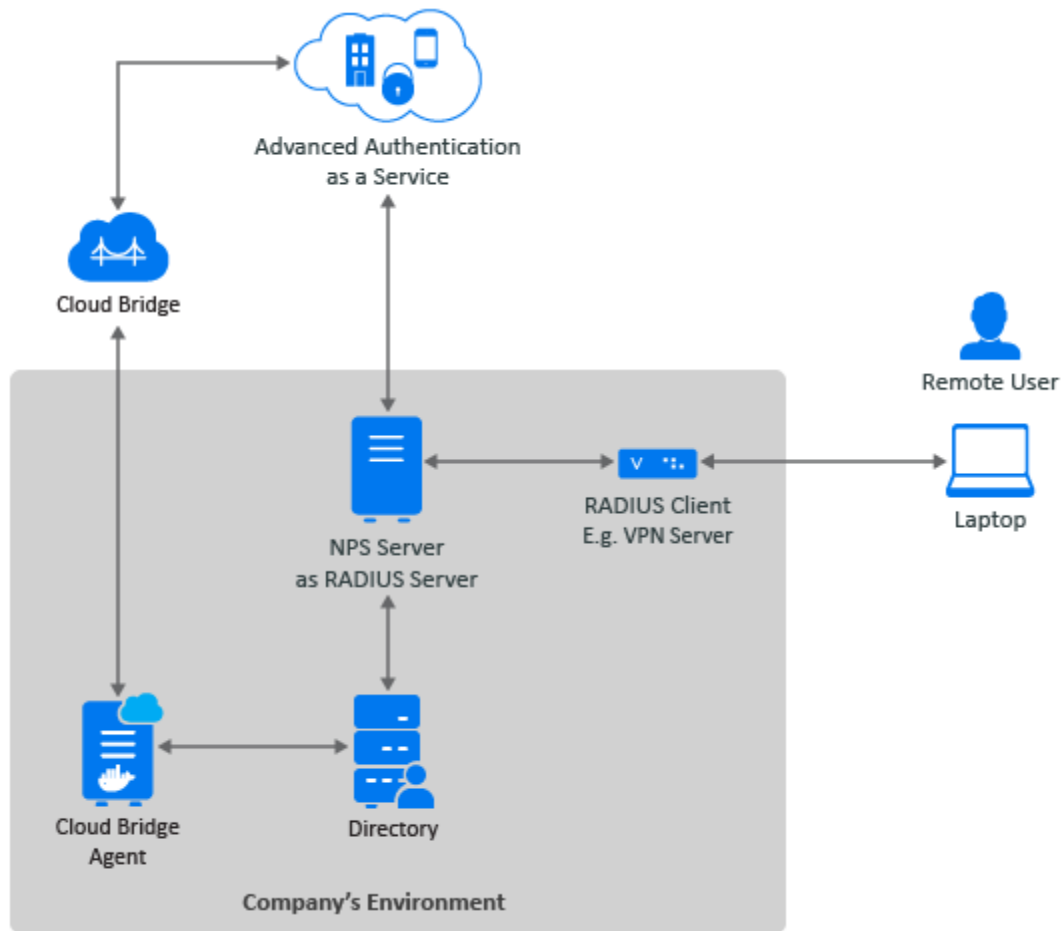 Advanced Authentication
as a Service
Cloud Bridge
Remote User
V
RADIUS Client
E.g. VPN Server
Laptop
NPS Server
as RADIUS Server
Cloud Bridge
Agent
Directory
Company's Environment